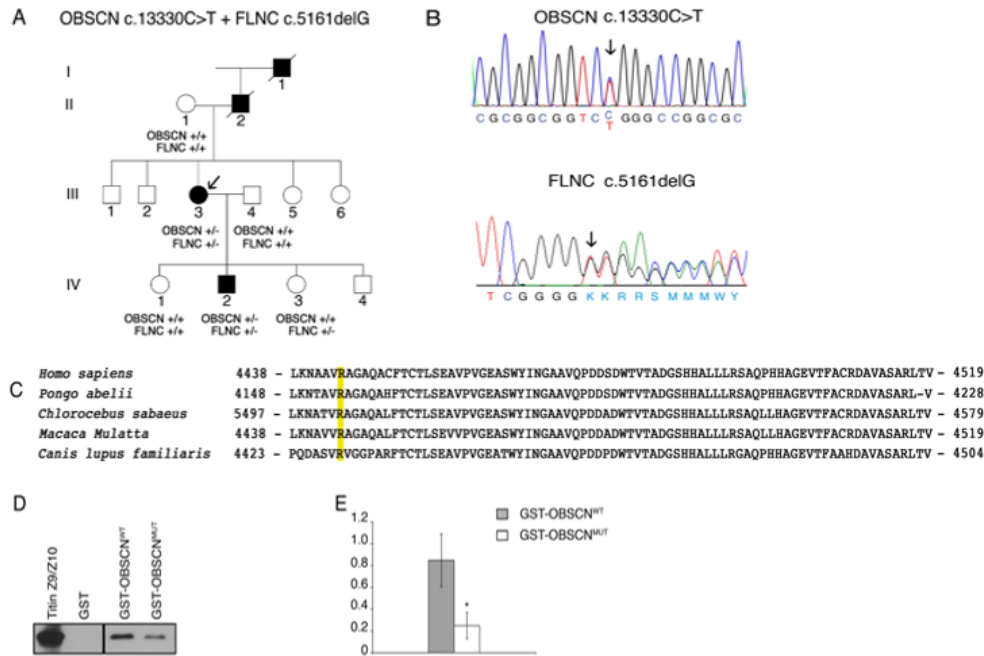 A
OBSCN c.13330C>T + FLNC c.5161delG
I
1
II
1
2
OBSCN +/+
FLNC +/+
III
1 2 3 4 5 6
OBSCN +/- OBSCN +/+
FLNC +/- FLNC +/+
IV
1 2 3 4
OBSCN +/+ OBSCN +/- OBSCN +/+
FLNC +/+ FLNC +/- FLNC +/-
B
OBSCN c.13330C>T
C G C G G C G G T C C G G G C C G G C G C
T
FLNC c.5161delG
T C G G G G K K R R S M M M W Y
C
Homo sapiens 4438 - LKNAAVRAGAQACFTCTLSEAVPVGEASWYINGAAVQPDDSDWTVTADGSHHALLLRSAQPHHAGEVTFACRDAVASARLTV - 4519
Pongo abelii 4148 - LKNTAVRAGAQAHFTCTLSEAVPVGEASWYINGAAVQPDDSDWTVTADGSHHALLLRSAQPHHAGEVTFACRDAVASARL-V - 4228
Chlorocebus sabaeus 5497 - LKNATVRAGAQALFTCTLSEAVPVGEASWYINGAAVQPDDADWTVTADGSHHALLLRSAQLLHAGEVTFACRDAVASARLTV - 4579
Macaca Mulatta 4438 - LKNAVVRAGAQALFTCTLSEVVPVGEASWYINGAAVQPDDADWTVTADGSHHALLLRSAQLLHAGEVTFACRDAVASARLTV - 4519
Canis lupus familiaris 4423 - PQDASVRVGGPARFTCTLSEAVPVGEATWYINGAAVQPDDPDWTVTADGSHHALLLRGAQPHHAGEVTFAAHDAVASARLTV - 4504
D
Titin Z9/Z10
GST
GST-OBSCNWT
GST-OBSCNMUT
E
1.2
1.0
0.8
0.6
0.4
0.2
0
*
GST-OBSCNWT
GST-OBSCNMUT